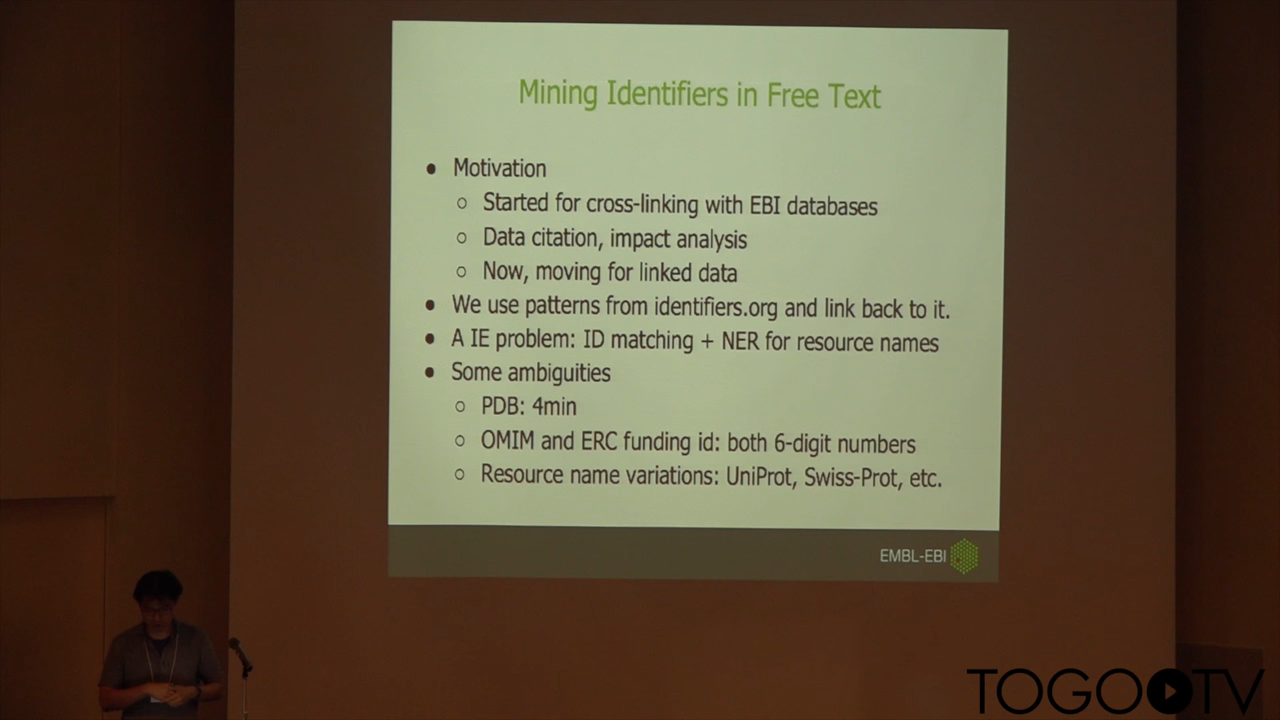 Mining Identifiers in Free Text
● Motivation
○ Started for cross-linking with EBI databases
○ Data citation, impact analysis
○ Now, moving for linked data
● We use patterns from identifiers.org and link back to it.
● A IE problem: ID matching + NER for resource names
● Some ambiguities
○ PDB: 4min
○ OMIM and ERC funding id: both 6-digit numbers
○ Resource name variations: UniProt, Swiss-Prot, etc.
EMBL-EBI
TOGOTV